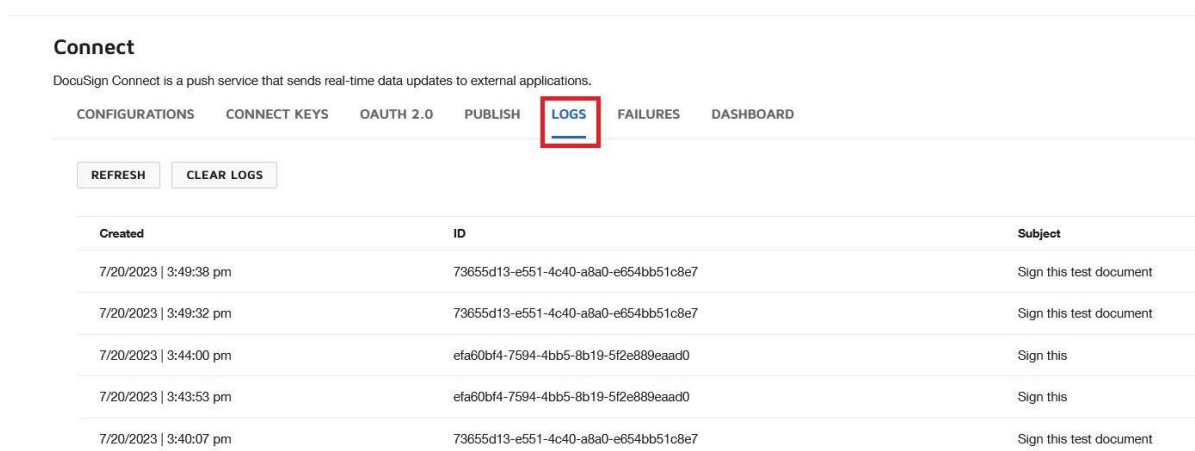 Connect
DocuSign Connect is a push service that sends real-time data updates to external applications.
CONFIGURATIONS CONNECT KEYS OAUTH 2.0 PUBLISH LOGS FAILURES DASHBOARD
REFRESH CLEAR LOGS
Created ID Subject
7/20/2023 | 3:49:38 pm 73655d13-e551-4c40-a8a0-e654bb51c8e7 Sign this test document
7/20/2023 | 3:49:32 pm 73655d13-e551-4c40-a8a0-e654bb51c8e7 Sign this test document
7/20/2023 | 3:44:00 pm efa60bf4-7594-4bb5-8b19-5f2e889eaad0 Sign this
7/20/2023 | 3:43:53 pm efa60bf4-7594-4bb5-8b19-5f2e889eaad0 Sign this
7/20/2023 | 3:40:07 pm 73655d13-e551-4c40-a8a0-e654bb51c8e7 Sign this test document